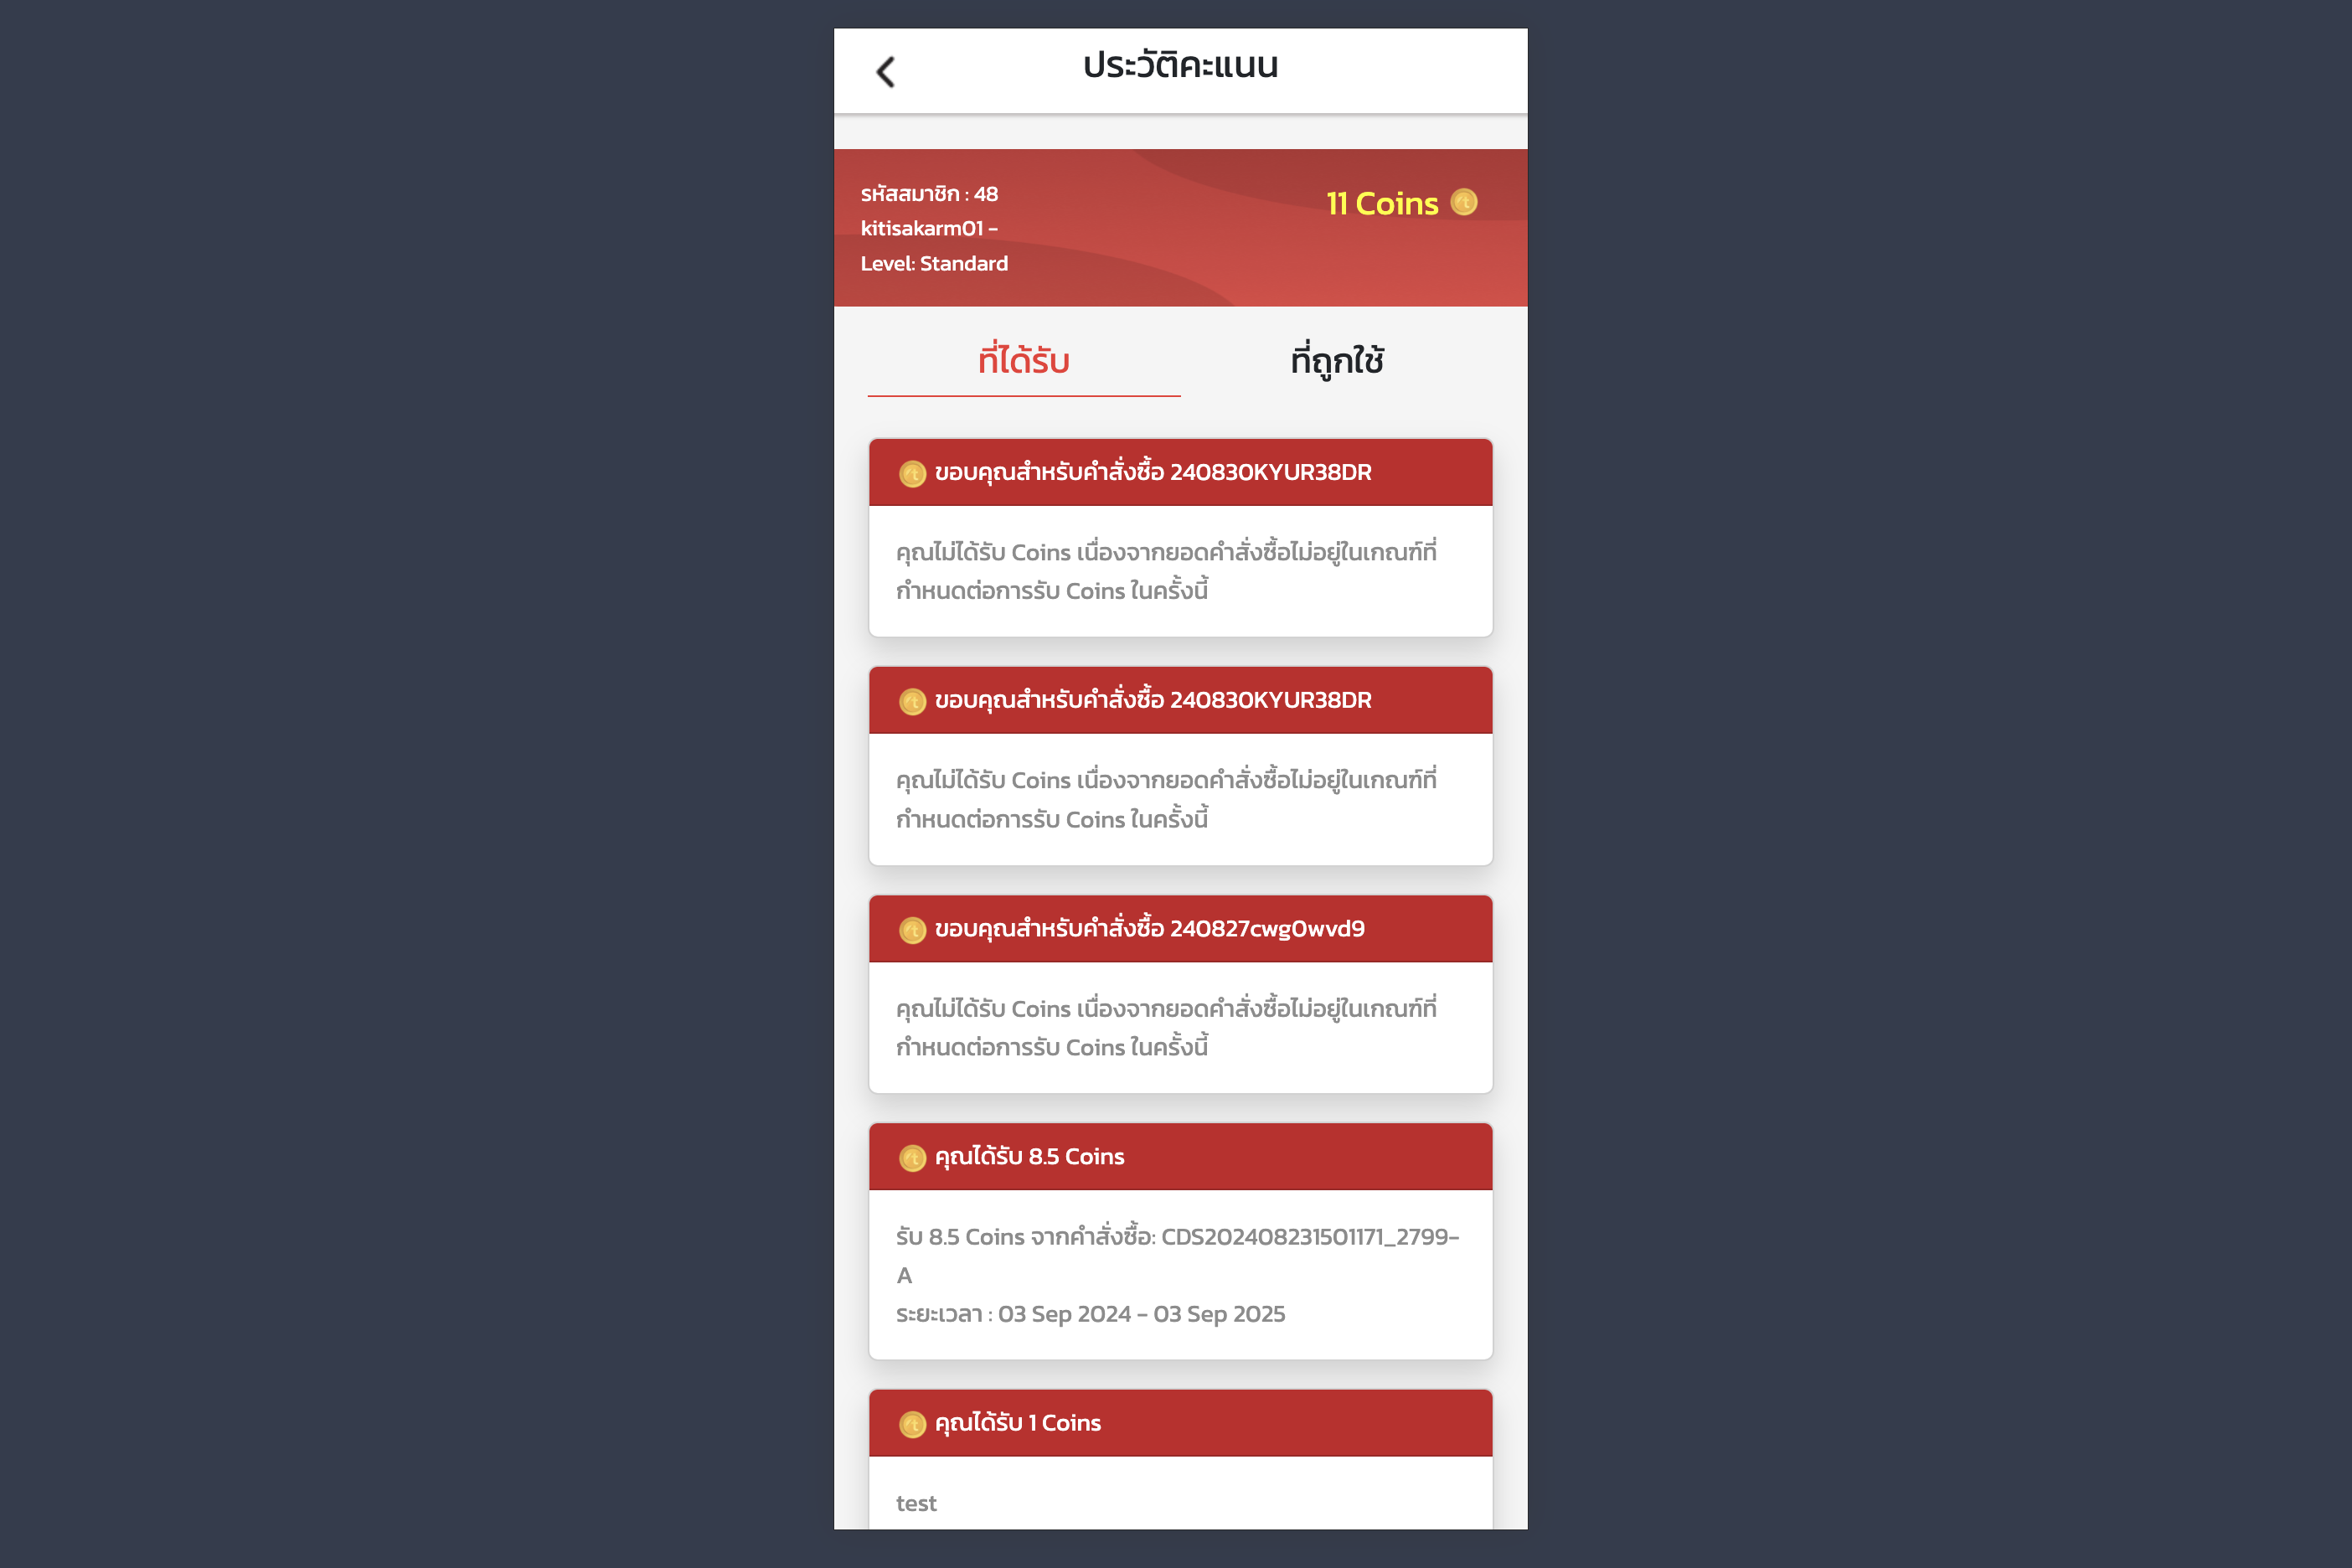 ประวัติคะแนน
รหัสสมาชิก : 48
kitisakarm01 -
Level: Standard
11 Coins
ที่ได้รับ
ที่ถูกใช้
ขอบคุณสำหรับคำสั่งซื้อ 240830KYUR38DR
คุณไม่ได้รับ Coins เนื่องจากยอดคำสั่งซื้อไม่อยู่ในเกณฑ์ที่
กำหนดต่อการรับ Coins ในครั้งนี้
ขอบคุณสำหรับคำสั่งซื้อ 240830KYUR38DR
คุณไม่ได้รับ Coins เนื่องจากยอดคำสั่งซื้อไม่อยู่ในเกณฑ์ที่
กำหนดต่อการรับ Coins ในครั้งนี้
ขอบคุณสำหรับคำสั่งซื้อ 240827cwg0wvd9
คุณไม่ได้รับ Coins เนื่องจากยอดคำสั่งซื้อไม่อยู่ในเกณฑ์ที่
กำหนดต่อการรับ Coins ในครั้งนี้
คุณได้รับ 8.5 Coins
รับ 8.5 Coins จากคำสั่งซื้อ: CDS202408231501171_2799-
A
ระยะเวลา : 03 Sep 2024 - 03 Sep 2025
คุณได้รับ 1 Coins
test